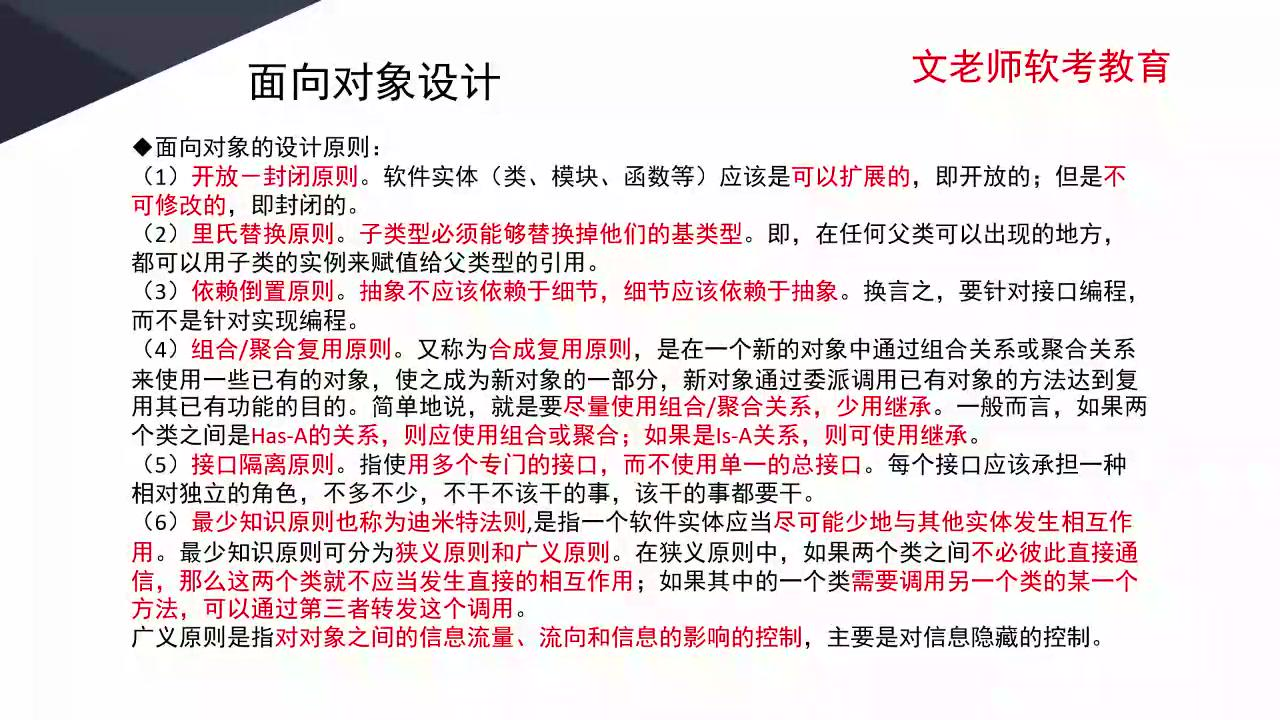 面向对象设计
文老师软考教育
◆面向对象的设计原则：
（1）开放－封闭原则。软件实体（类、模块、函数等）应该是可以扩展的，即开放的；但是不
可修改的，即封闭的。
（2）里氏替换原则。子类型必须能够替换掉他们的基类型。即，在任何父类可以出现的地方，
都可以用子类的实例来赋值给父类型的引用。
（3）依赖倒置原则。抽象不应该依赖于细节，细节应该依赖于抽象。换言之，要针对接口编程，
而不是针对实现编程。
（4）组合/聚合复用原则。又称为合成复用原则，是在一个新的对象中通过组合关系或聚合关系
来使用一些已有的对象，使之成为新对象的一部分，新对象通过委派调用已有对象的方法达到复
用其已有功能的目的。简单地说，就是要尽量使用组合/聚合关系，少用继承。一般而言，如果两
个类之间是Has-A的关系，则应使用组合或聚合；如果是Is-A关系，则可使用继承。
（5）接口隔离原则。指使用多个专门的接口，而不使用单一的总接口。每个接口应该承担一种
相对独立的角色，不多不少，不干不该干的事，该干的事都要干。
（6）最少知识原则也称为迪米特法则,是指一个软件实体应当尽可能少地与其他实体发生相互作
用。最少知识原则可分为狭义原则和广义原则。在狭义原则中，如果两个类之间不必彼此直接通
信，那么这两个类就不应当发生直接的相互作用；如果其中的一个类需要调用另一个类的某一个
方法，可以通过第三者转发这个调用。
广义原则是指对对象之间的信息流量、流向和信息的影响的控制，主要是对信息隐藏的控制。